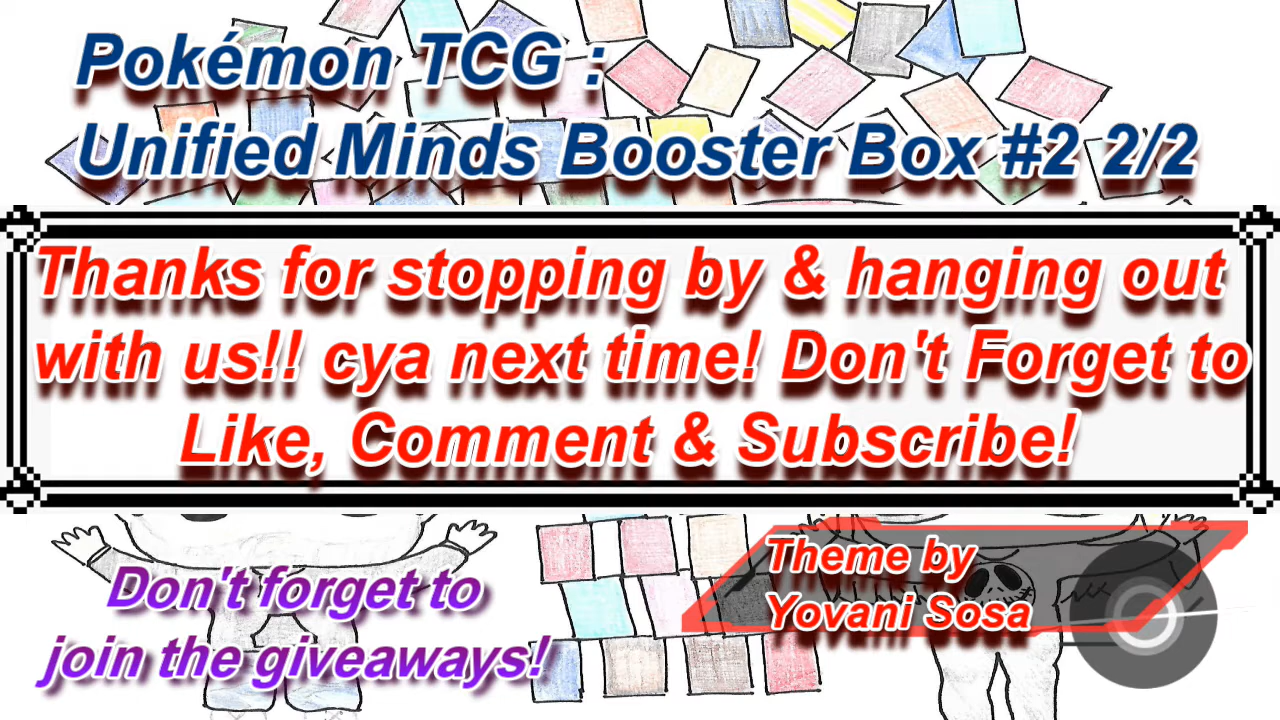 Pokémon TCG :
Unified Minds Booster Box #2 2/2
Thanks for stopping by & hanging out
with us!! cya next time! Don't Forget to
Like, Comment & Subscribe!
Don't forget to
join the giveaways!
Theme by
Yovani Sosa